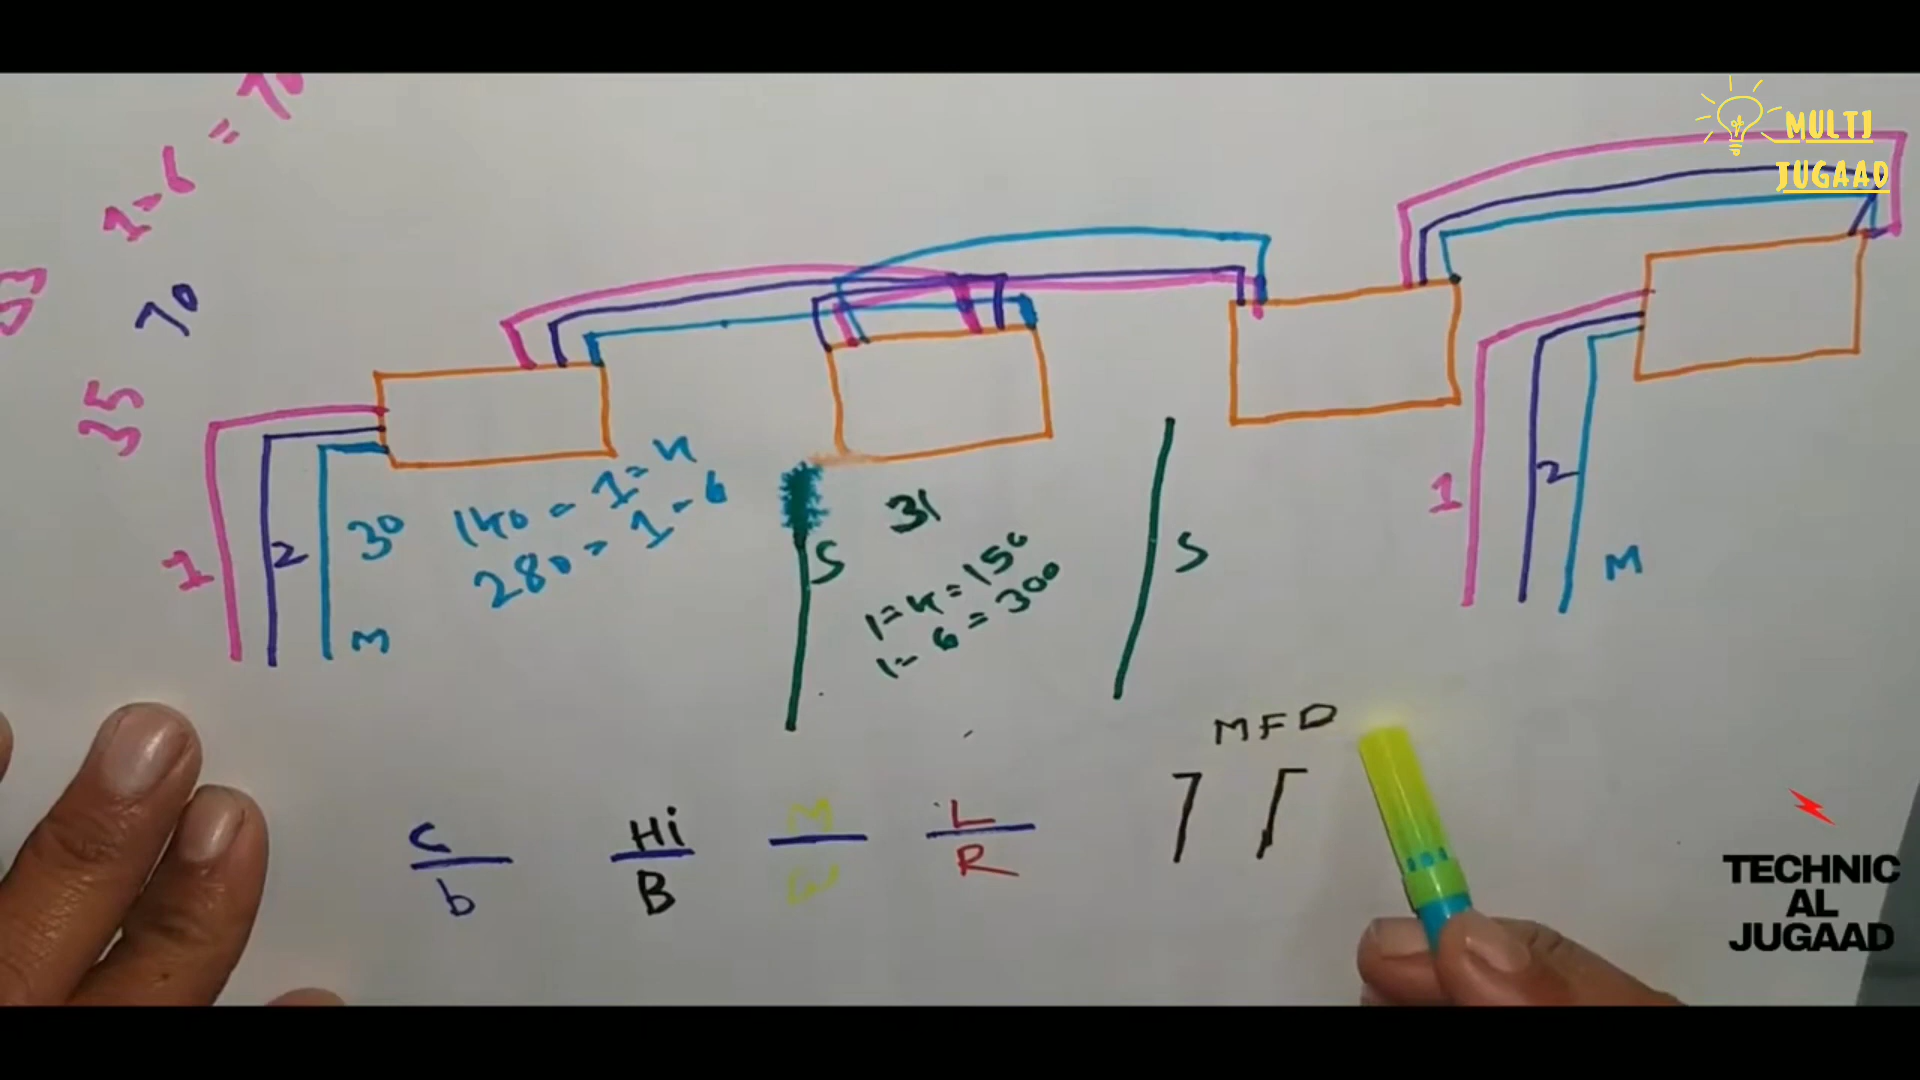 1-6 = 70
70
35
1
2
M
30
140 = 1=4
280 = 1-6
S
31
1=4=150
1-6=300
S
1
2
M
MFD
C
b
Hi
B
M
L
R
MULTI
JUGAAD
TECHNIC
AL
JUGAAD